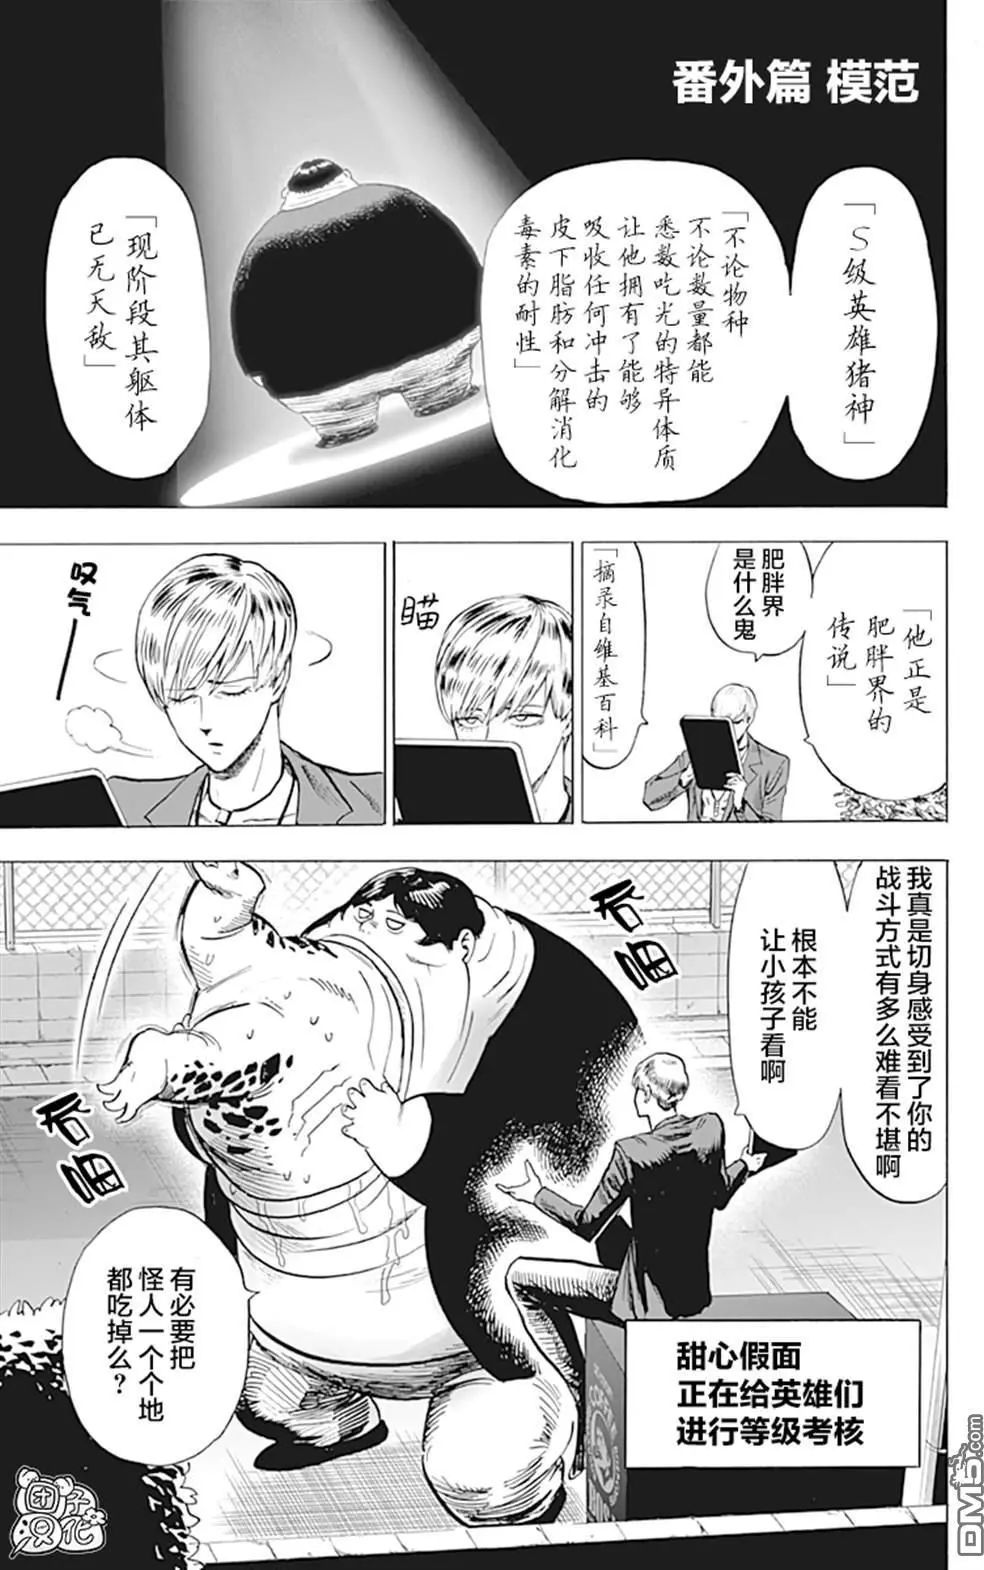 番外篇 模范
「S级英雄猪神」
「不论物种
不论数量都能
悉数吃光的特异体质
让他拥有了能够
吸收任何冲击的
皮下脂肪和分解消化
毒素的耐性」
「现阶段其躯体
已无天敌」
「他正是
肥胖界的
传说」
肥胖界
是什么鬼
「摘录自维基百科」
瞄
叹
气
我真是切身感受到了你的
战斗方式有多么难看不堪啊
根本不能
让小孩子看啊
吞
咽
吞
咽
有必要把
怪人一个个地
都吃掉么？
甜心假面
正在给英雄们
进行等级考核
团子
汉化
DM5.com